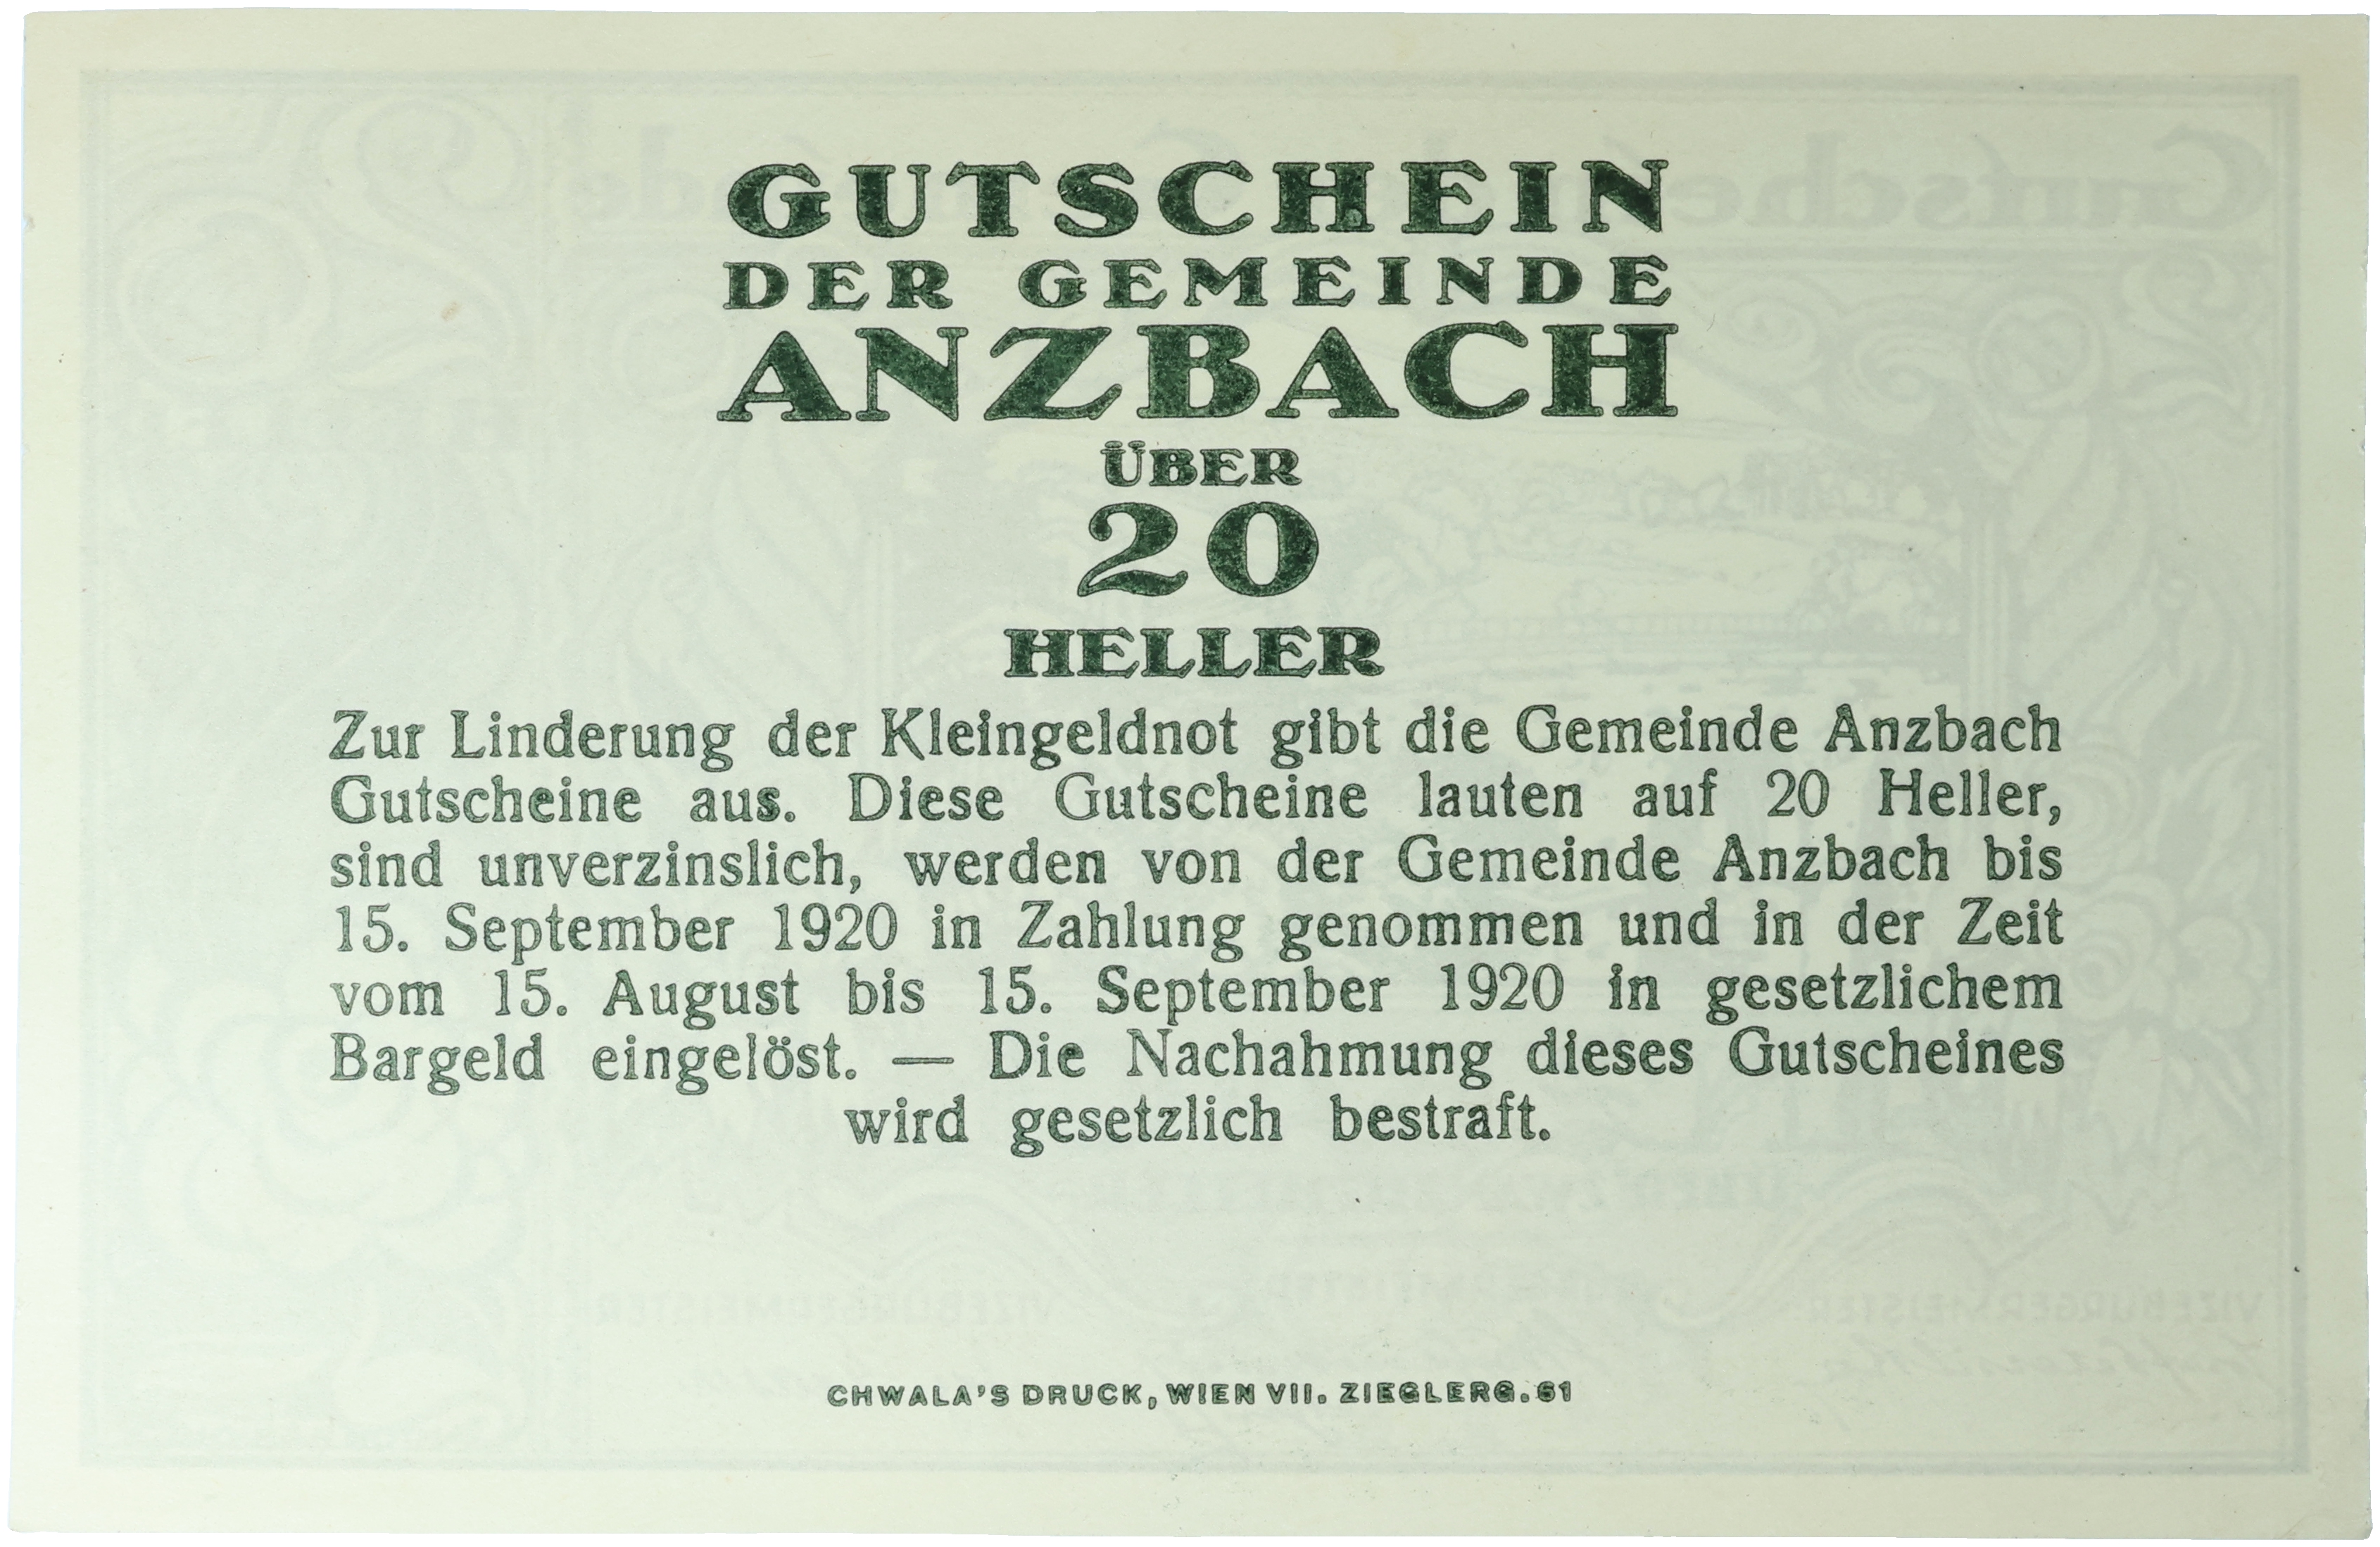 GUTSCHEIN
DER GEMEINDE
ANZBACH
ÜBER
20
HELLER
Zur Linderung der Kleingeldnot gibt die Gemeinde Anzbach
Gutscheine aus. Diese Gutscheine lauten auf 20 Heller,
sind unverzinslich, werden von der Gemeinde Anzbach bis
15. September 1920 in Zahlung genommen und in der Zeit
vom 15. August bis 15. September 1920 in gesetzlichem
Bargeld eingelöst. — Die Nachahmung dieses Gutscheines
wird gesetzlich bestraft.
CHWALA'S DRUCK, WIEN VII. ZIEGLERG. 61